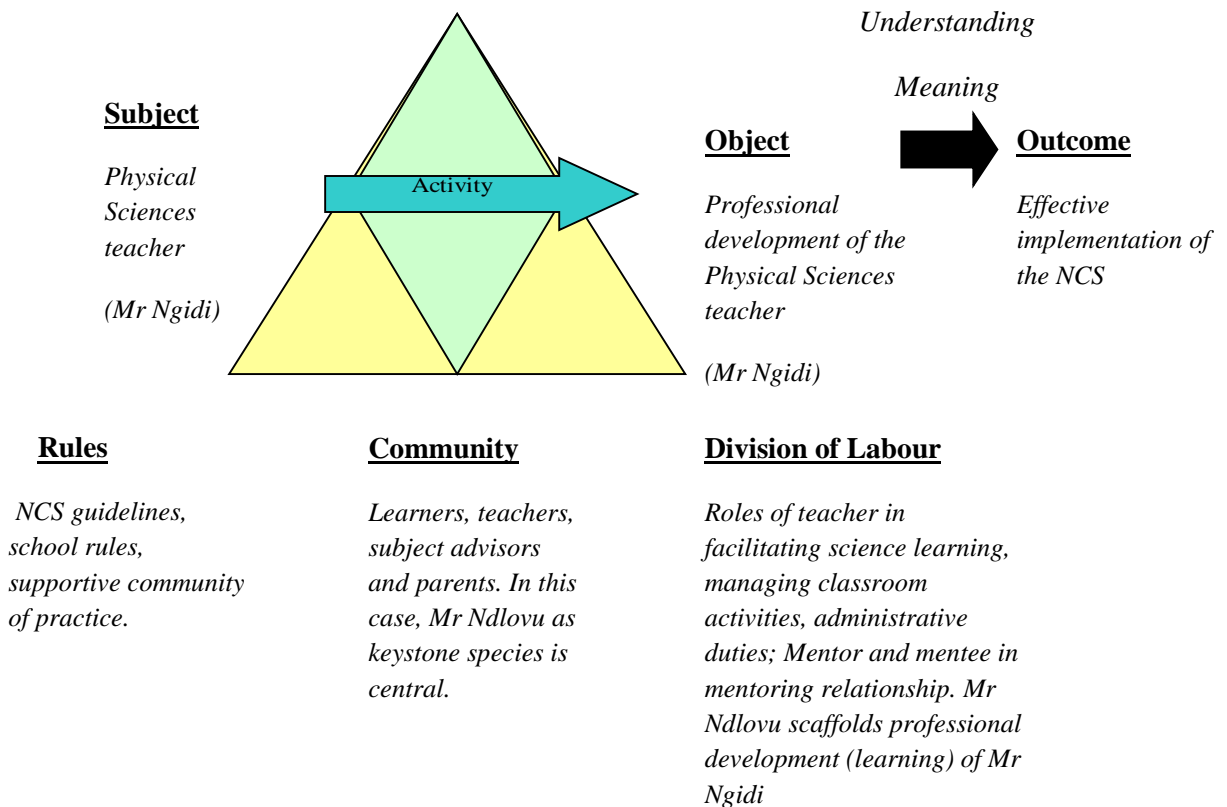 Understanding
Meaning
Subject
Physical
Sciences
teacher
(Mr Ngidi)
Activity
Object
Professional
development of the
Physical Sciences
teacher
(Mr Ngidi)
Outcome
Effective
implementation of
the NCS
Rules
NCS guidelines,
school rules,
supportive community
of practice.
Community
Learners, teachers,
subject advisors
and parents. In this
case, Mr Ndlovu as
keystone species is
central.
Division of Labour
Roles of teacher in
facilitating science learning,
managing classroom
activities, administrative
duties; Mentor and mentee in
mentoring relationship. Mr
Ndlovu scaffolds professional
development (learning) of Mr
Ngidi